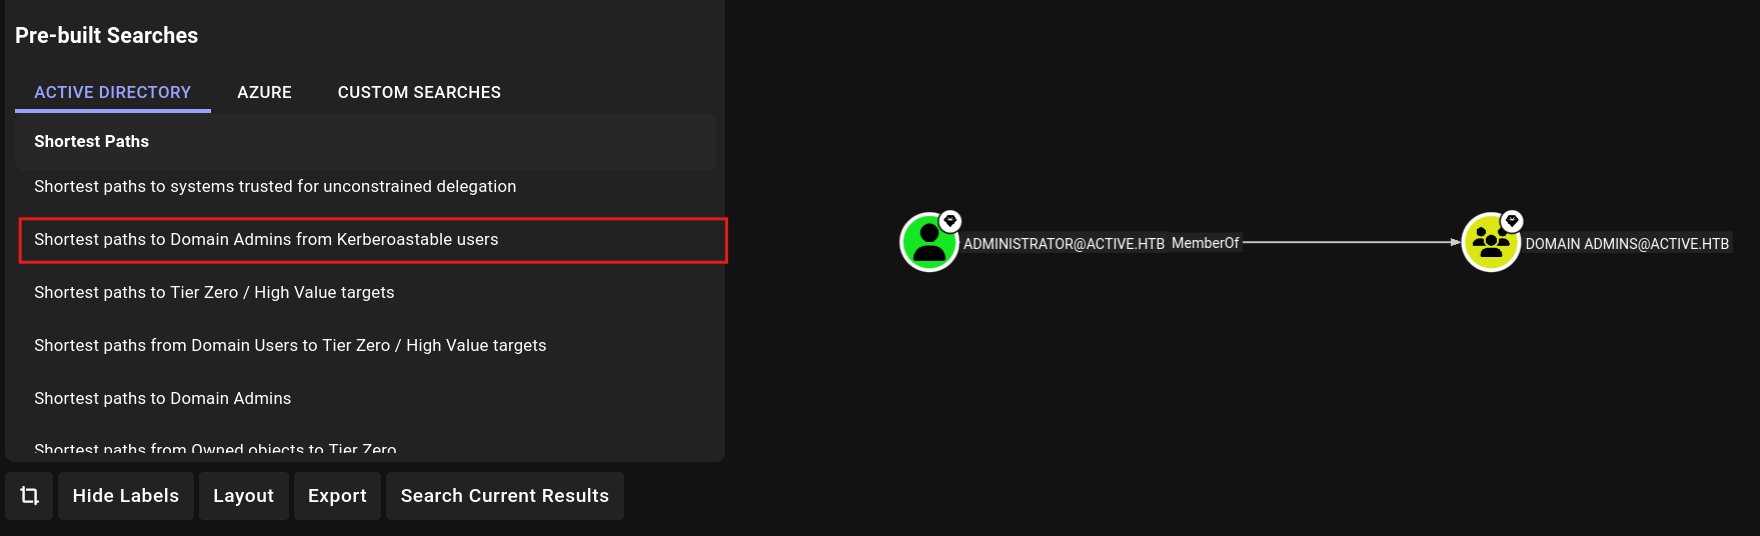 Pre-built Searches
ACTIVE DIRECTORY AZURE CUSTOM SEARCHES
Shortest Paths
Shortest paths to systems trusted for unconstrained delegation
Shortest paths to Domain Admins from Kerberoastable users
Shortest paths to Tier Zero / High Value targets
Shortest paths from Domain Users to Tier Zero / High Value targets
Shortest paths to Domain Admins
Shortest paths from Owned objects to Tier Zero
Hide Labels Layout Export Search Current Results
ADMINISTRATOR@ACTIVE.HTB MemberOf DOMAIN ADMINS@ACTIVE.HTB